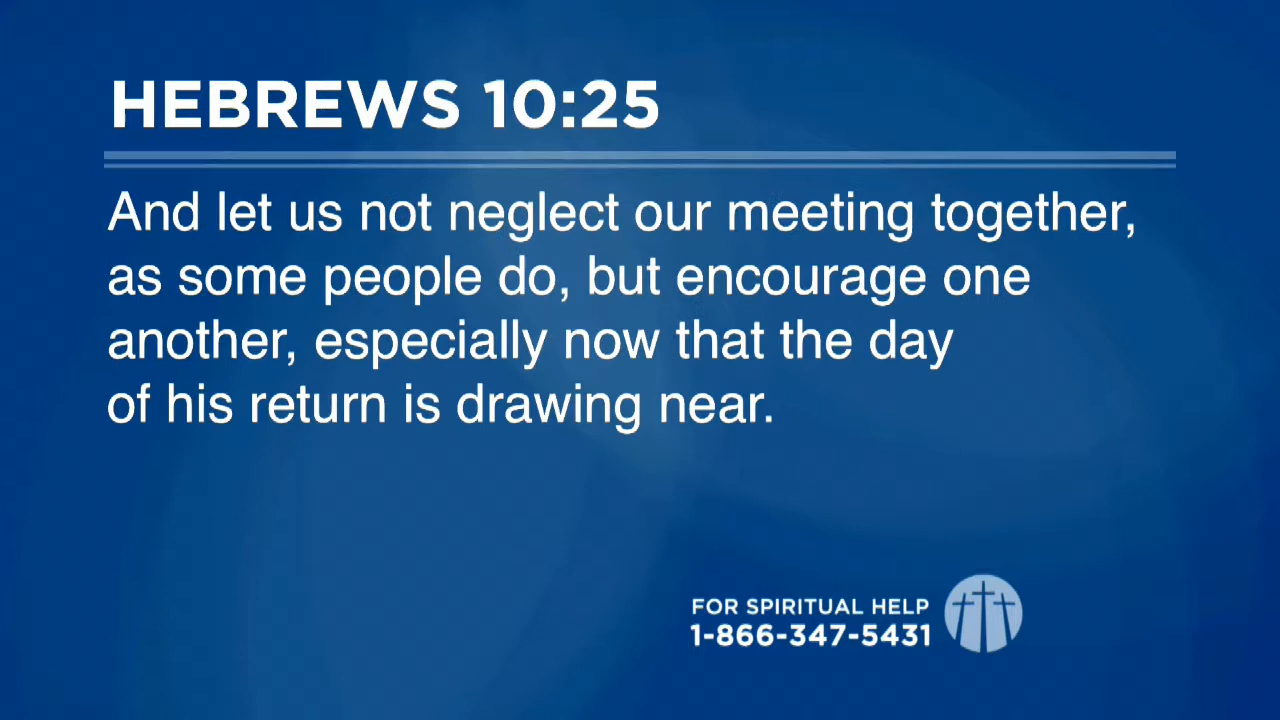 HEBREWS 10:25
And let us not neglect our meeting together,
as some people do, but encourage one
another, especially now that the day
of his return is drawing near.
FOR SPIRITUAL HELP
1-866-347-5431